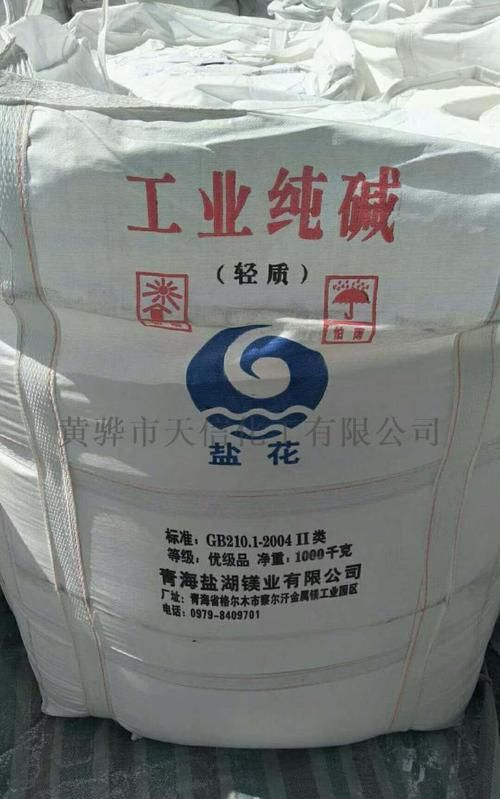 工业纯碱
（轻质）
怕湿
黄骅市天信化工有限公司
盐花
标准：GB210.1-2004 II类
等级：优级品 净重：1000千克
青海盐湖镁业有限公司
厂址：青海省格尔木市察尔汗金属镁工业园区
电话：0979-8409701